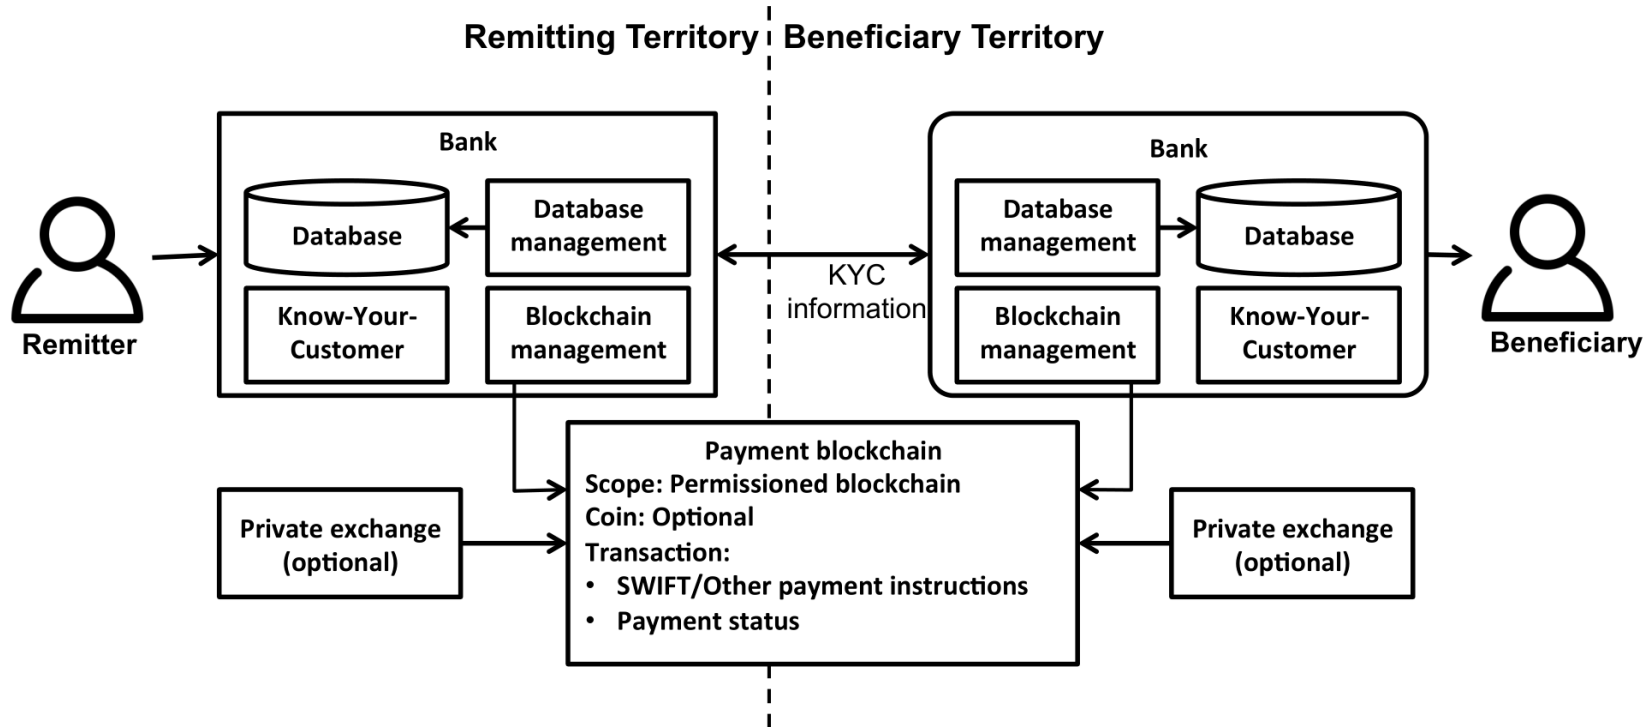 Remitting Territory
Beneficiary Territory
Bank
Database
Database
management
Know-Your-
Customer
Blockchain
management
Remitter
KYC
information
Bank
Database
management
Database
Blockchain
management
Know-Your-
Customer
Beneficiary
Payment blockchain
Scope: Permissioned blockchain
Coin: Optional
Transaction:
• SWIFT/Other payment instructions
• Payment status
Private exchange
(optional)
Private exchange
(optional)